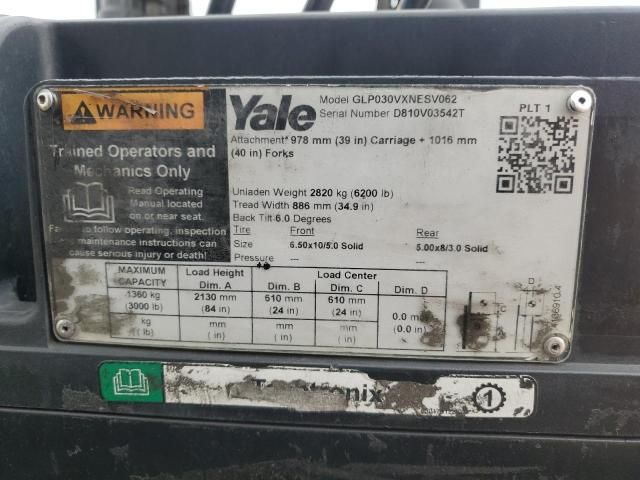 WARNING
Trained Operators and
Mechanics Only
Read Operating
Manual located
on or near seat.
to follow operating, inspection
maintenance instructions can
cause serious injury or death!
Yale
Model GLP030VXNESV062
Serial Number D810V03542T
PLT 1
Attachment* 978 mm (39 in) Carriage + 1016 mm
(40 in) Forks
Unladen Weight 2820 kg (6200 lb)
Tread Width 886 mm (34.9 in)
Back Tilt 6.0 Degrees
Tire Front Rear
Size 6.50x10/5.0 Solid 5.00x8/3.0 Solid
Pressure --- ---
MAXIMUM CAPACITY Load Height Load Center
Dim. A Dim. B Dim. C Dim. D
1360 kg 2130 mm 610 mm 610 mm 0.0 mm
(3000 lb) (84 in) (24 in) (24 in) (0.0 in)
kg mm mm mm
( lb) ( in) ( in) ( in)
1